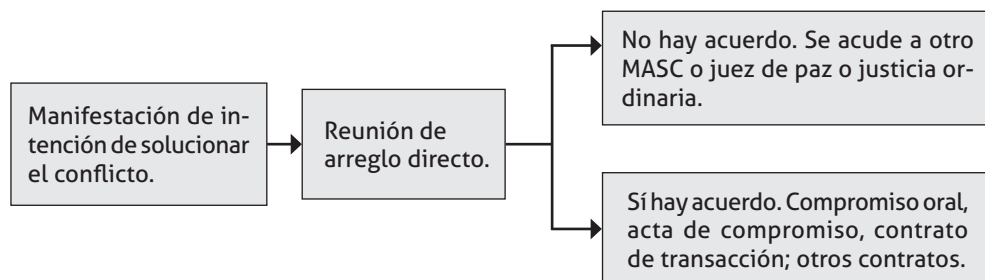 Manifestación de in-
tención de solucionar
el conflicto.
Reunión de
arreglo directo.
No hay acuerdo. Se acude a otro
MASC o juez de paz o justicia or-
dinaria.
Sí hay acuerdo. Compromiso oral,
acta de compromiso, contrato
de transacción; otros contratos.